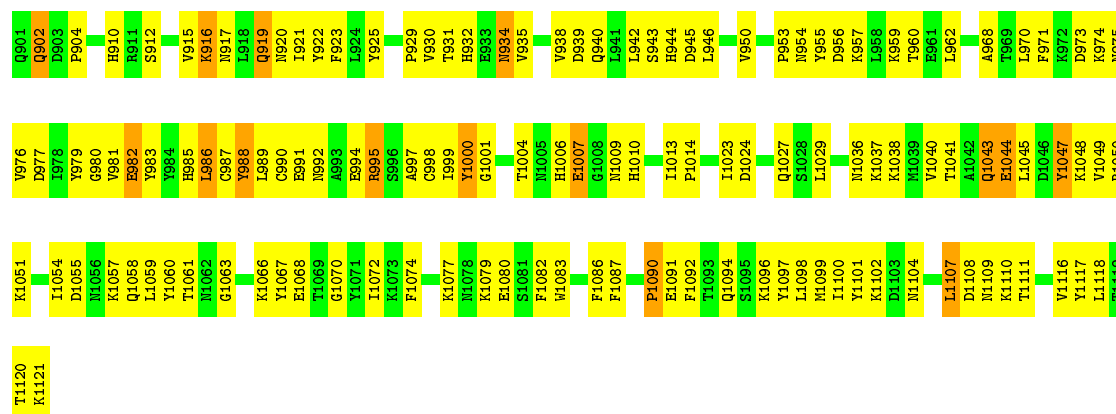 Q901 Q902 D903 P904 H910 R911 S912 V915 K916 N917 L918 Q919 N920 I921 Y922 F923 L924 Y925 P929 V930 T931 H932 E933 N934 V935 V938 D939 Q940 L941 L942 S943 H944 D945 L946 V950 P953 N954 Y955 D956 K957 L958 K959 T960 E961 L962 A968 T969 L970 F971 K972 D973 K974 N975
V976 D977 I978 Y979 G980 V981 E982 Y983 Y984 H985 L986 C987 Y988 L989 C990 E991 N992 A993 E994 R995 S996 A997 C998 I999 Y1000 G1001 T1004 N1005 H1006 E1007 G1008 N1009 H1010 I1013 P1014 I1023 D1024 Q1027 S1028 L1029 N1036 K1037 K1038 M1039 V1040 T1041 A1042 Q1043 E1044 L1045 D1046 Y1047 K1048 V1049
K1051 I1054 D1055 N1056 K1057 Q1058 L1059 Y1060 T1061 N1062 G1063 K1066 Y1067 E1068 T1069 G1070 Y1071 I1072 K1073 F1074 K1077 N1078 K1079 E1080 S1081 F1082 W1083 F1086 F1087 P1090 E1091 F1092 T1093 Q1094 S1095 K1096 Y1097 L1098 M1099 I1100 Y1101 K1102 D1103 N1104 L1107 D1108 N1109 K1110 T1111 V1116 Y1117 L1118
T1120 K1121